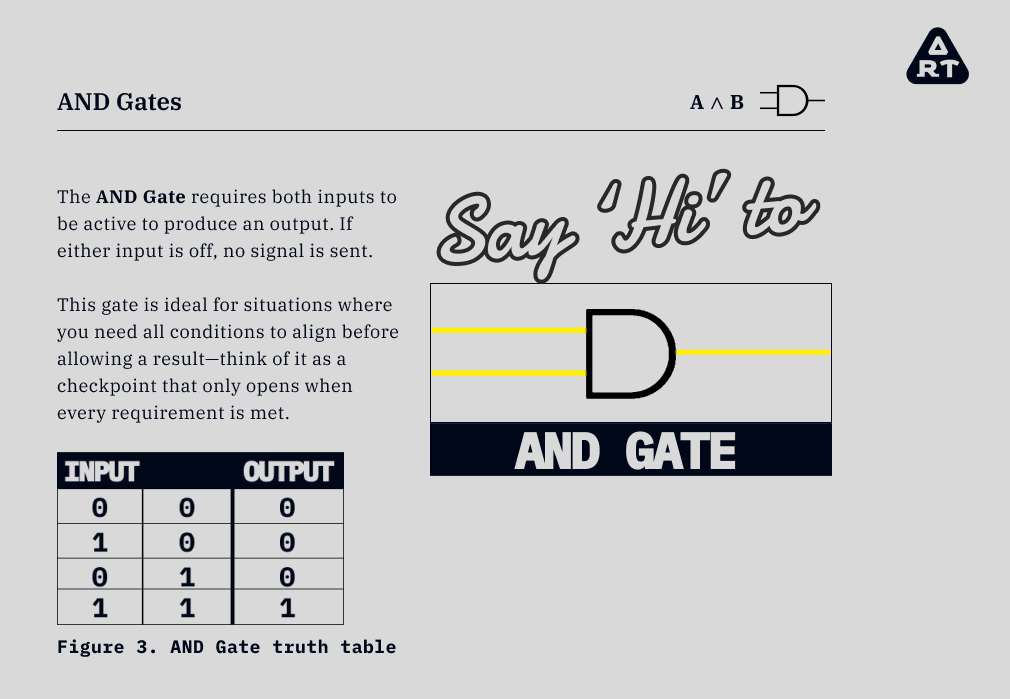 ART
AND Gates
A ∧ B
The AND Gate requires both inputs to
be active to produce an output. If
either input is off, no signal is sent.
This gate is ideal for situations where
you need all conditions to align before
allowing a result—think of it as a
checkpoint that only opens when
every requirement is met.
INPUT OUTPUT
0 0 0
1 0 0
0 1 0
1 1 1
Figure 3. AND Gate truth table
Say 'Hi' to
AND GATE